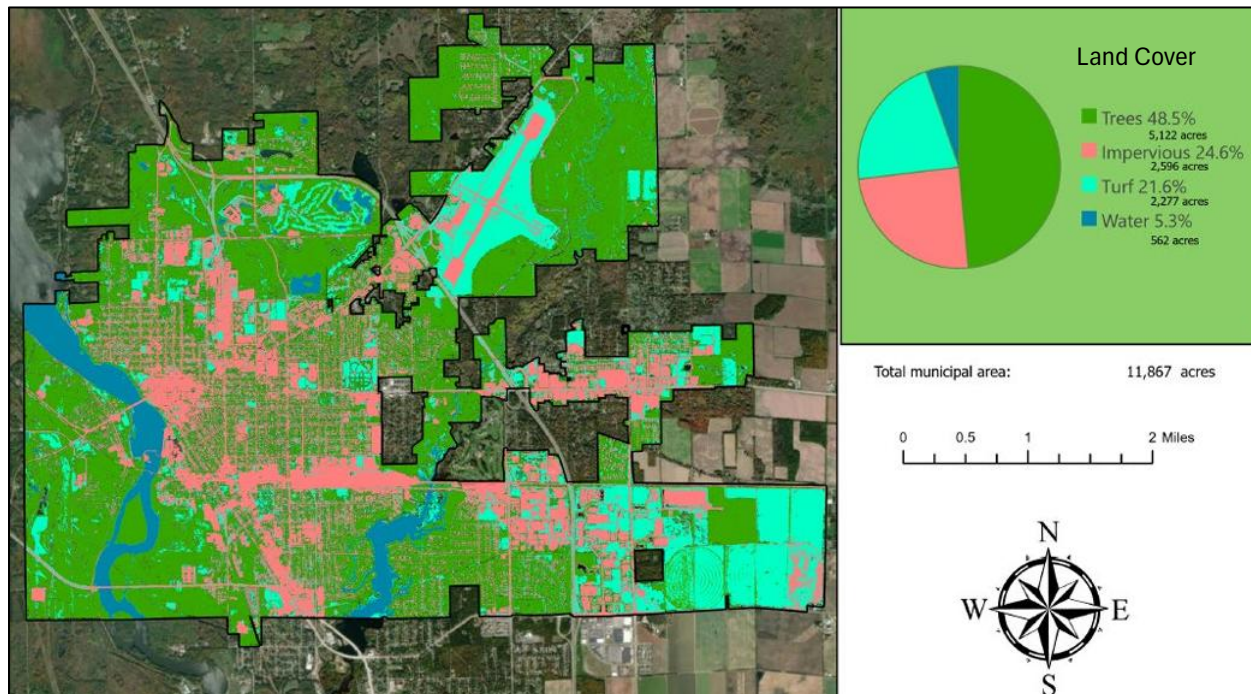 Land Cover
Trees 48.5%
5,122 acres
Impervious 24.6%
2,596 acres
Turf 21.6%
2,277 acres
Water 5.3%
562 acres
Total municipal area: 11,867 acres
0 0.5 1 2 Miles
N
W E
S